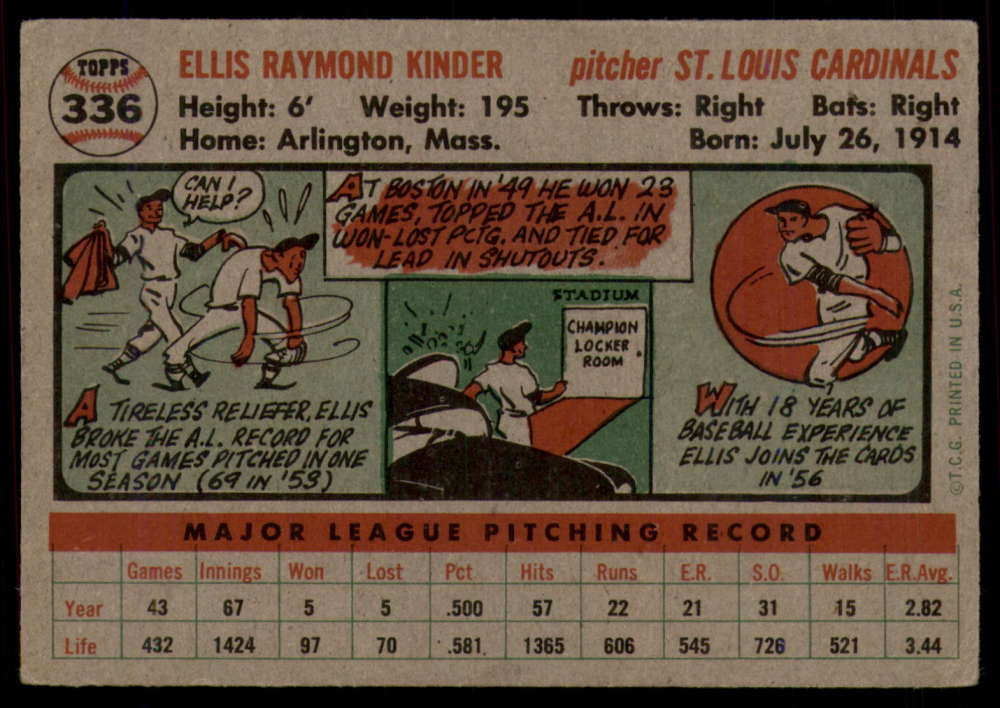 TOPPS
336
ELLIS RAYMOND KINDER
pitcher ST. LOUIS CARDINALS
Height: 6' Weight: 195 Throws: Right Bats: Right
Home: Arlington, Mass. Born: July 26, 1914
CAN I
HELP?
A TIRELESS RELIEFER, ELLIS
BROKE THE A.L. RECORD FOR
MOST GAMES PITCHED IN ONE
SEASON (69 IN '53)
AT BOSTON IN '49 HE WON 23
GAMES, TOPPED THE A.L. IN
WON-LOST PCTG. AND TIED FOR
LEAD IN SHUTOUTS.
STADIUM
CHAMPION
LOCKER
ROOM
WITH 18 YEARS OF
BASEBALL EXPERIENCE
ELLIS JOINS THE CARDS
IN '56
©T.C.G. PRINTED IN U.S.A.
MAJOR LEAGUE PITCHING RECORD
Games Innings Won Lost Pct. Hits Runs E.R. S.O. Walks E.R.Avg.
Year 43 67 5 5 .500 57 22 21 31 15 2.82
Life 432 1424 97 70 .581 1365 606 545 726 521 3.44